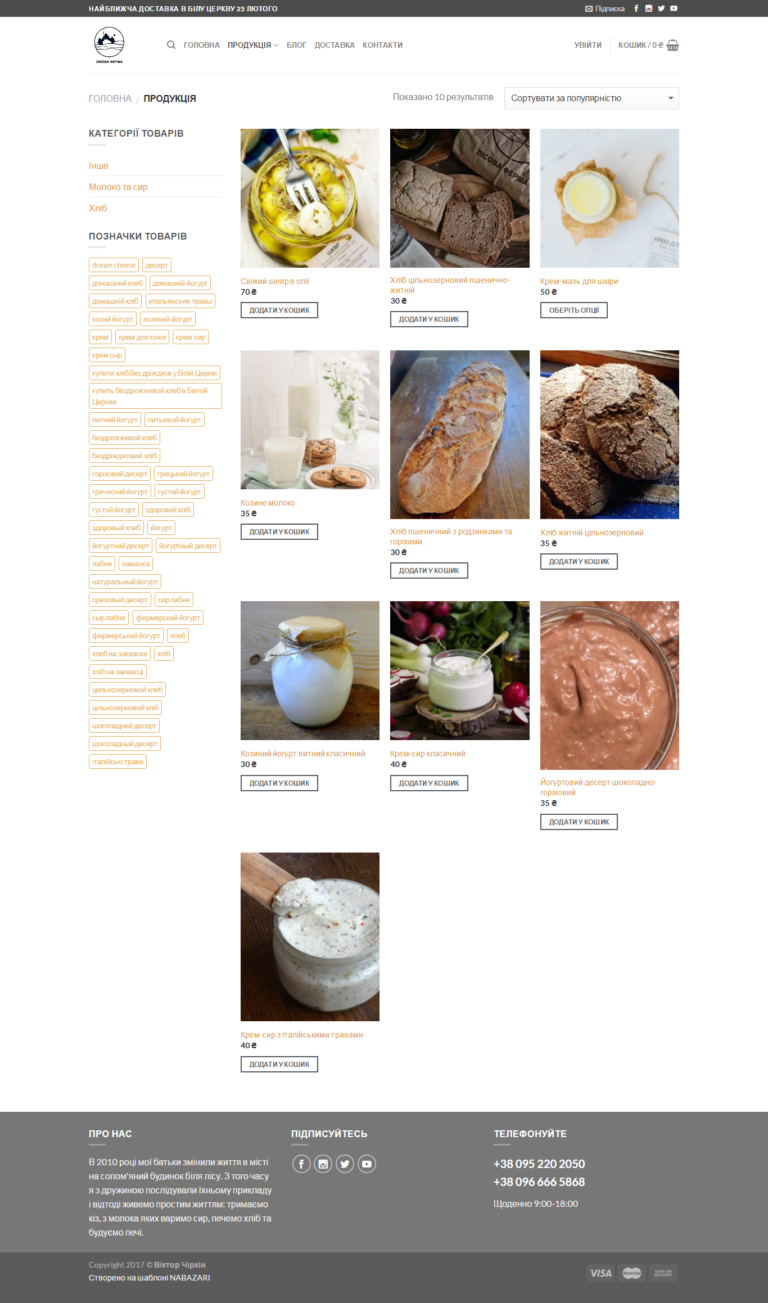 НАЙБЛИЖЧА ДОСТАВКА В БІЛУ ЦЕРКВУ 25 ЛЮТОГО
Підписка
ЛІСОВА ФЕРМА
ГОЛОВНА ПРОДУКЦІЯ БЛОГ ДОСТАВКА КОНТАКТИ
УВІЙТИ
КОШИК / 0 ₴
ГОЛОВНА / ПРОДУКЦІЯ
Показано 10 результатів
Сортувати за популярністю
КАТЕГОРІЇ ТОВАРІВ
Інше
Молоко та сир
Хліб
ПОЗНАЧКИ ТОВАРІВ
dream cheese десерт
домашний хлеб домашній йогурт
домашній хліб итальянские травы
козий йогурт козиний йогурт
крем крем для кожи крем сир
крем сыр
купити хліб без дріжджів у Білій Церкві
купить бездрожжевой хлеб в Белой
Церкви
питний йогурт питьевой йогурт
бездрожжевой хлеб
бездріжджовий хліб
горіховий десерт грецький йогурт
греческий йогурт густий йогурт
густой йогурт здоровий хліб
здоровый хлеб йогурт
йогуртний десерт йогуртный десерт
лабне намазка
натуральный йогурт
ореховый десерт сир лабне
сыр лабне фермерский йогурт
фермерський йогурт хлеб
хлеб на закваске хліб
хліб на заквасці
цельнозерновой хлеб
цільнозерновий хліб
шоколадний десерт
шоколадный десерт
італійські трави
Свіжий шевр в олії
70 ₴
ДОДАТИ У КОШИК
ЛІСОВА ФЕРМА
Хліб цільнозерновий пшенично-
житній
30 ₴
ДОДАТИ У КОШИК
Крем-мазь для шкіри
50 ₴
ОБЕРІТЬ ОПЦІЇ
Козине молоко
35 ₴
ДОДАТИ У КОШИК
Хліб пшеничний з родзинками та
горіхами
30 ₴
ДОДАТИ У КОШИК
Хліб житній цільнозерновий
35 ₴
ДОДАТИ У КОШИК
Козиний йогурт питний класичний
30 ₴
ДОДАТИ У КОШИК
Крем-сир класичний
40 ₴
ДОДАТИ У КОШИК
Йогуртовий десерт шоколадно-
горіховий
35 ₴
ДОДАТИ У КОШИК
Крем-сир з італійськими травами
40 ₴
ДОДАТИ У КОШИК
ПРО НАС
В 2010 році мої батьки змінили життя в місті
на солом'яний будинок біля лісу. З того часу
я з дружиною послідували їхньому прикладу
і відтоді живемо простим життям: тримаємо
кіз, з молока яких варимо сир, печемо хліб та
будуємо печі.
ПІДПИСУЙТЕСЬ
ТЕЛЕФОНУЙТЕ
+38 095 220 2050
+38 096 666 5868
Щоденно 9:00-18:00
Copyright 2017 © Віктор Чіркін
Створено на шаблоні NABAZARI
VISA
MasterCard
CASH ON
DELIVERY